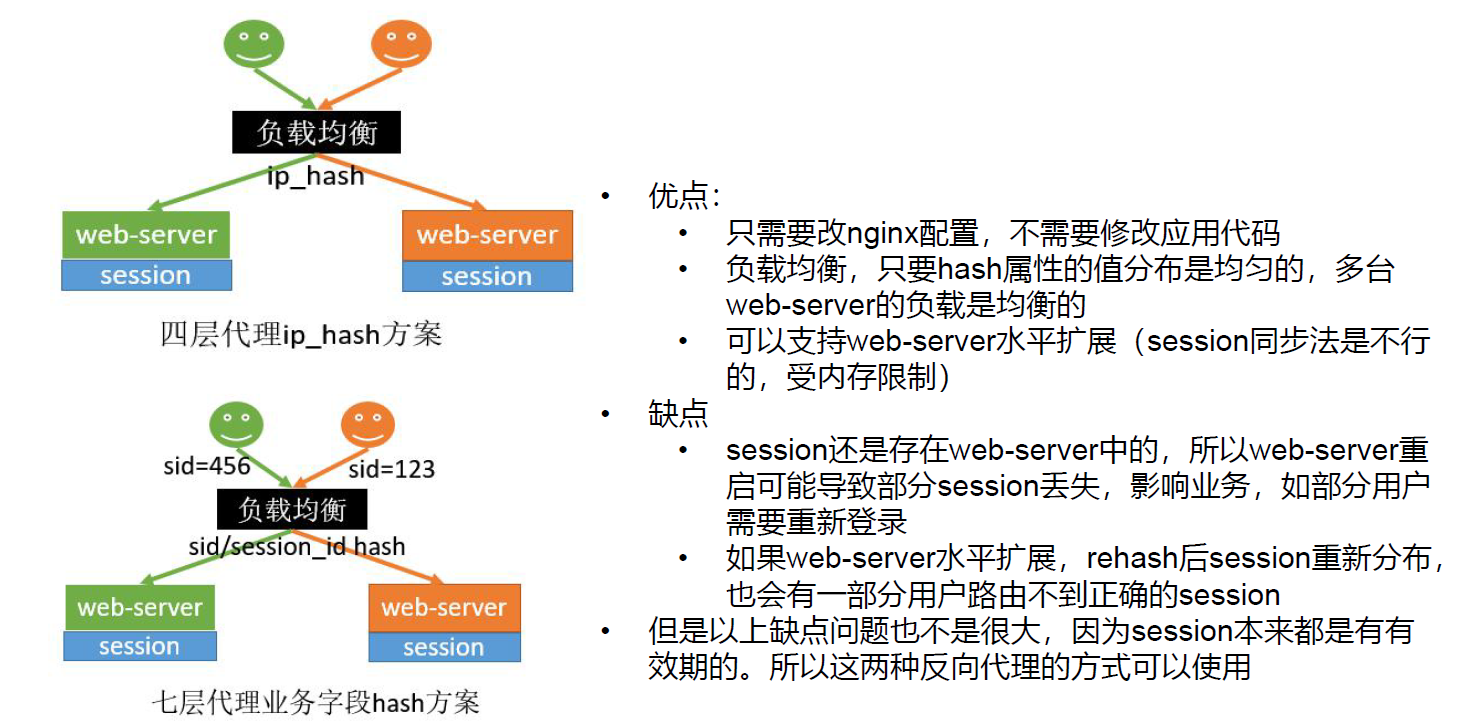 负载均衡
ip_hash
web-server
web-server
session
session
四层代理ip_hash方案
sid=456
sid=123
负载均衡
sid/session_id hash
web-server
web-server
session
session
七层代理业务字段hash方案
• 优点：
• 只需要改nginx配置，不需要修改应用代码
• 负载均衡，只要hash属性的值分布是均匀的，多台
web-server的负载是均衡的
• 可以支持web-server水平扩展（session同步法是不行
的，受内存限制）
• 缺点
• session还是存在web-server中的，所以web-server重
启可能导致部分session丢失，影响业务，如部分用户
需要重新登录
• 如果web-server水平扩展，rehash后session重新分布，
也会有一部分用户路由不到正确的session
• 但是以上缺点问题也不是很大，因为session本来都是有有
效期的。所以这两种反向代理的方式可以使用